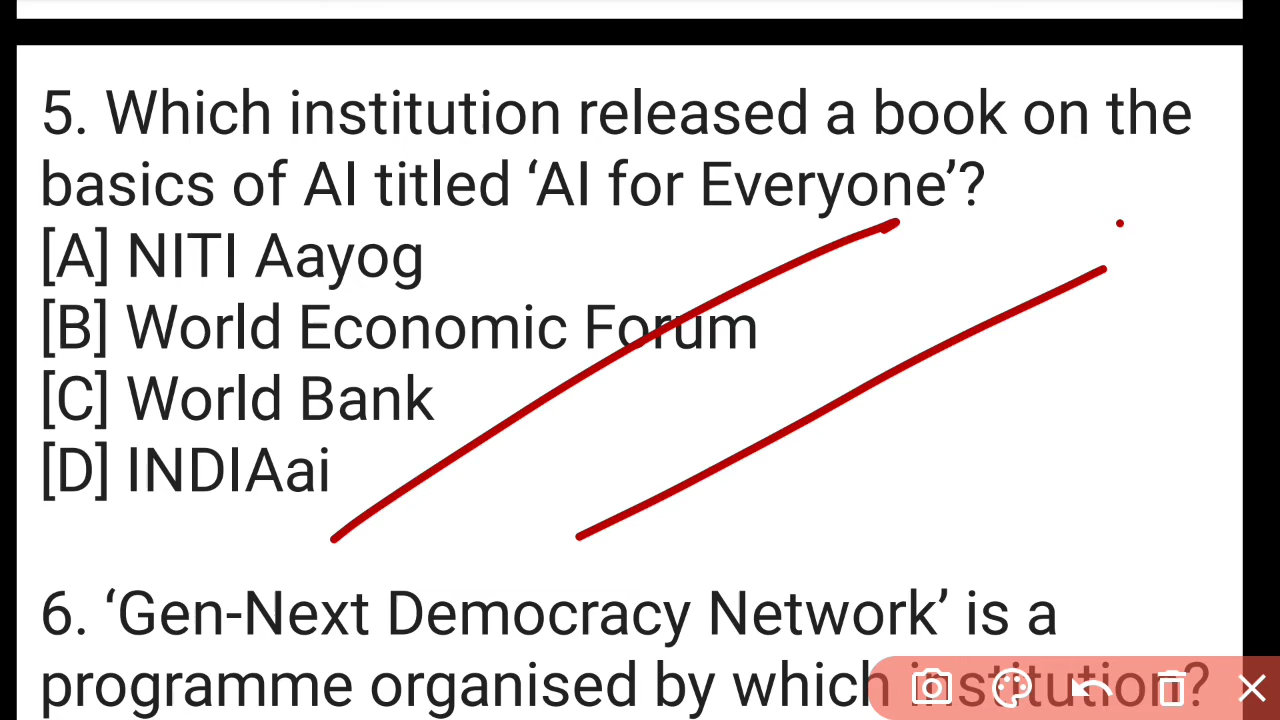 5. Which institution released a book on the
basics of AI titled ‘AI for Everyone’?
[A] NITI Aayog
[B] World Economic Forum
[C] World Bank
[D] INDIAai
6. ‘Gen-Next Democracy Network’ is a
programme organised by which institution?